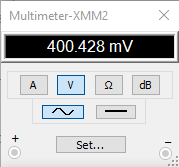 Multimeter-XMM2
400.428 mV
A V Ω dB
+ −
Set...